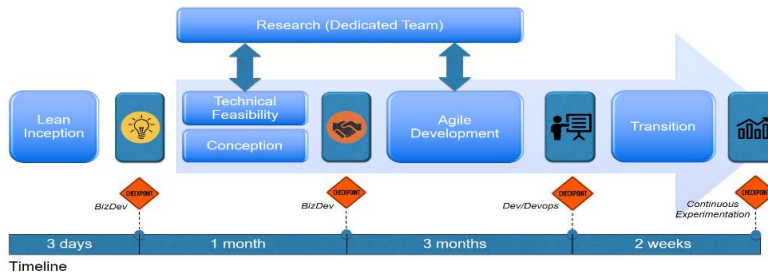 Research (Dedicated Team)
Lean
Inception
Technical
Feasibility
Conception
Agile
Development
Transition
CHECKPOINT
BizDev
CHECKPOINT
BizDev
CHECKPOINT
Dev/Devops
CHECKPOINT
Continuous
Experimentation
3 days
1 month
3 months
2 weeks
Timeline